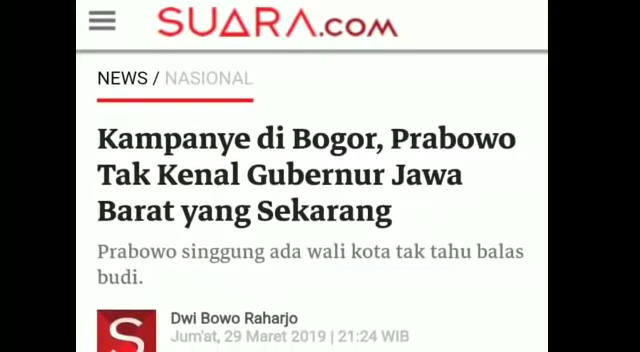 SUARA.COM
NEWS / NASIONAL
Kampanye di Bogor, Prabowo
Tak Kenal Gubernur Jawa
Barat yang Sekarang
Prabowo singgung ada wali kota tak tahu balas
budi.
S
Dwi Bowo Raharjo
Jum'at, 29 Maret 2019 | 21:24 WIB